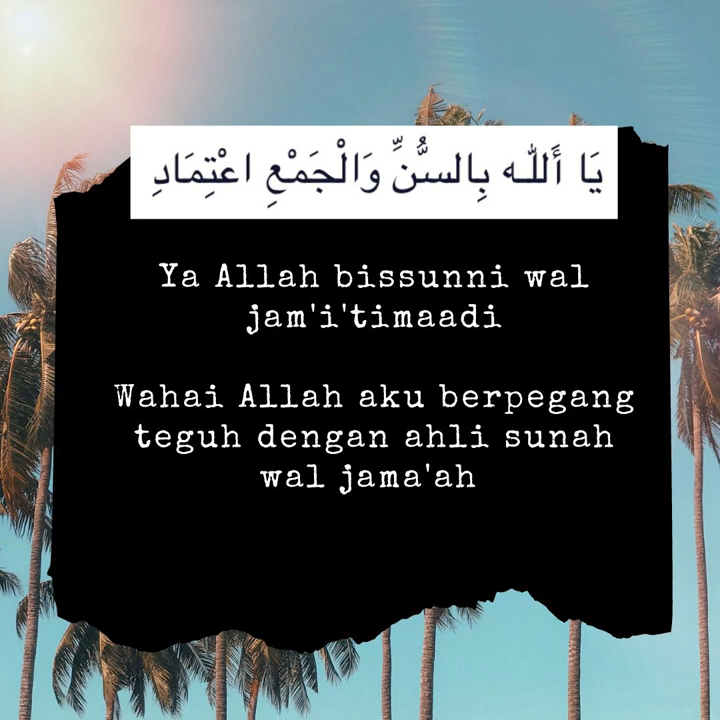 يَا أَللّٰه بِالسُّنِّ وَالْجَمْعِ اعْتِمَادِ
Ya Allah bissunni wal
jam'i'timaadi
Wahai Allah aku berpegang
teguh dengan ahli sunah
wal jama'ah